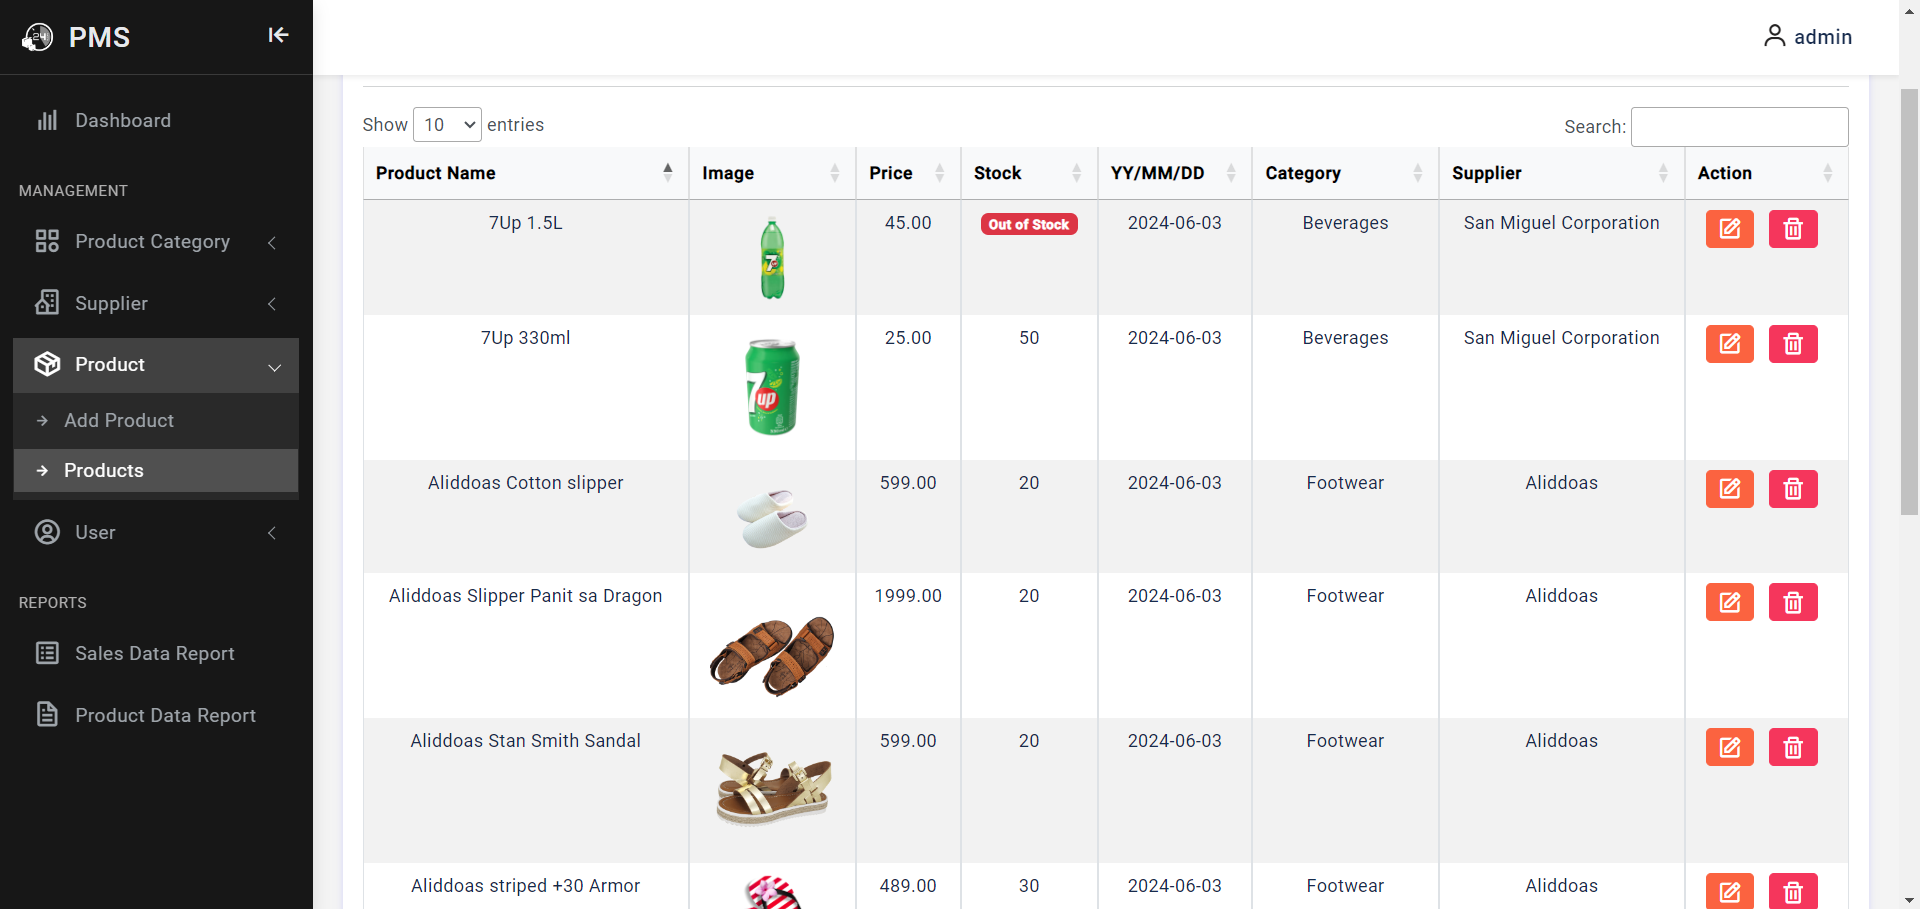 PMS
admin
Dashboard
MANAGEMENT
Product Category
Supplier
Product
Add Product
Products
User
REPORTS
Sales Data Report
Product Data Report
Show 10 entries
Search:
Product Name Image Price Stock YY/MM/DD Category Supplier Action
7Up 1.5L 45.00 Out of Stock 2024-06-03 Beverages San Miguel Corporation
7UP
7Up 330ml 25.00 50 2024-06-03 Beverages San Miguel Corporation
7up
Aliddoas Cotton slipper 599.00 20 2024-06-03 Footwear Aliddoas
Aliddoas Slipper Panit sa Dragon 1999.00 20 2024-06-03 Footwear Aliddoas
Aliddoas Stan Smith Sandal 599.00 20 2024-06-03 Footwear Aliddoas
Aliddoas striped +30 Armor 489.00 30 2024-06-03 Footwear Aliddoas